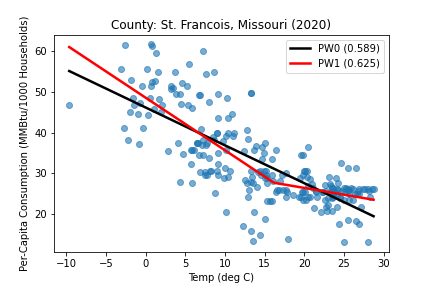 County: St. Francois, Missouri (2020)
Per-Capita Consumption (MMBtu/1000 Households)
60
50
40
30
20
PW0 (0.589)
PW1 (0.625)
−10 −5 0 5 10 15 20 25 30
Temp (deg C)